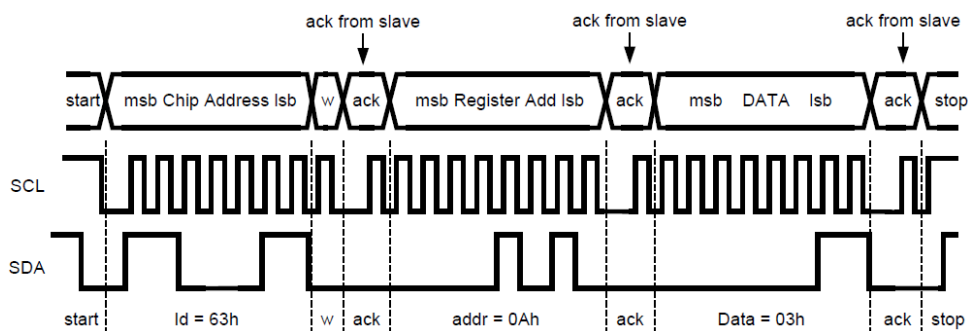 ack from slave ack from slave ack from slave
start msb Chip Address lsb w ack msb Register Add lsb ack msb DATA lsb ack stop
SCL
SDA
start Id = 63h w ack addr = 0Ah ack Data = 03h ack stop